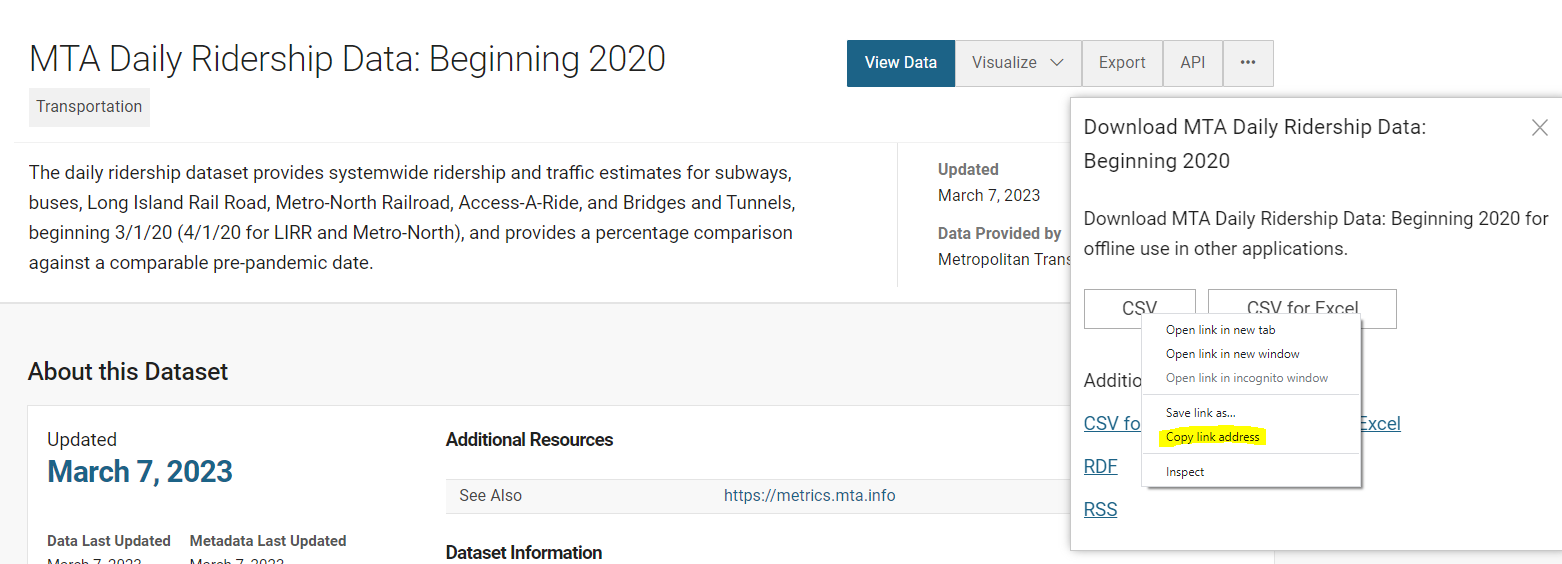 MTA Daily Ridership Data: Beginning 2020
View Data
Visualize
Export
API
Transportation
The daily ridership dataset provides systemwide ridership and traffic estimates for subways,
buses, Long Island Rail Road, Metro-North Railroad, Access-A-Ride, and Bridges and Tunnels,
beginning 3/1/20 (4/1/20 for LIRR and Metro-North), and provides a percentage comparison
against a comparable pre-pandemic date.
Updated
March 7, 2023
Data Provided by
Metropolitan Trans
Download MTA Daily Ridership Data:
Beginning 2020
Download MTA Daily Ridership Data: Beginning 2020 for
offline use in other applications.
CSV
CSV for Excel
Open link in new tab
Open link in new window
Open link in incognito window
Save link as...
Copy link address
Inspect
Additio
CSV fo
Excel
RDF
RSS
About this Dataset
Updated
March 7, 2023
Data Last Updated
Metadata Last Updated
March 7, 2023
March 7, 2023
Additional Resources
See Also
https://metrics.mta.info
Dataset Information